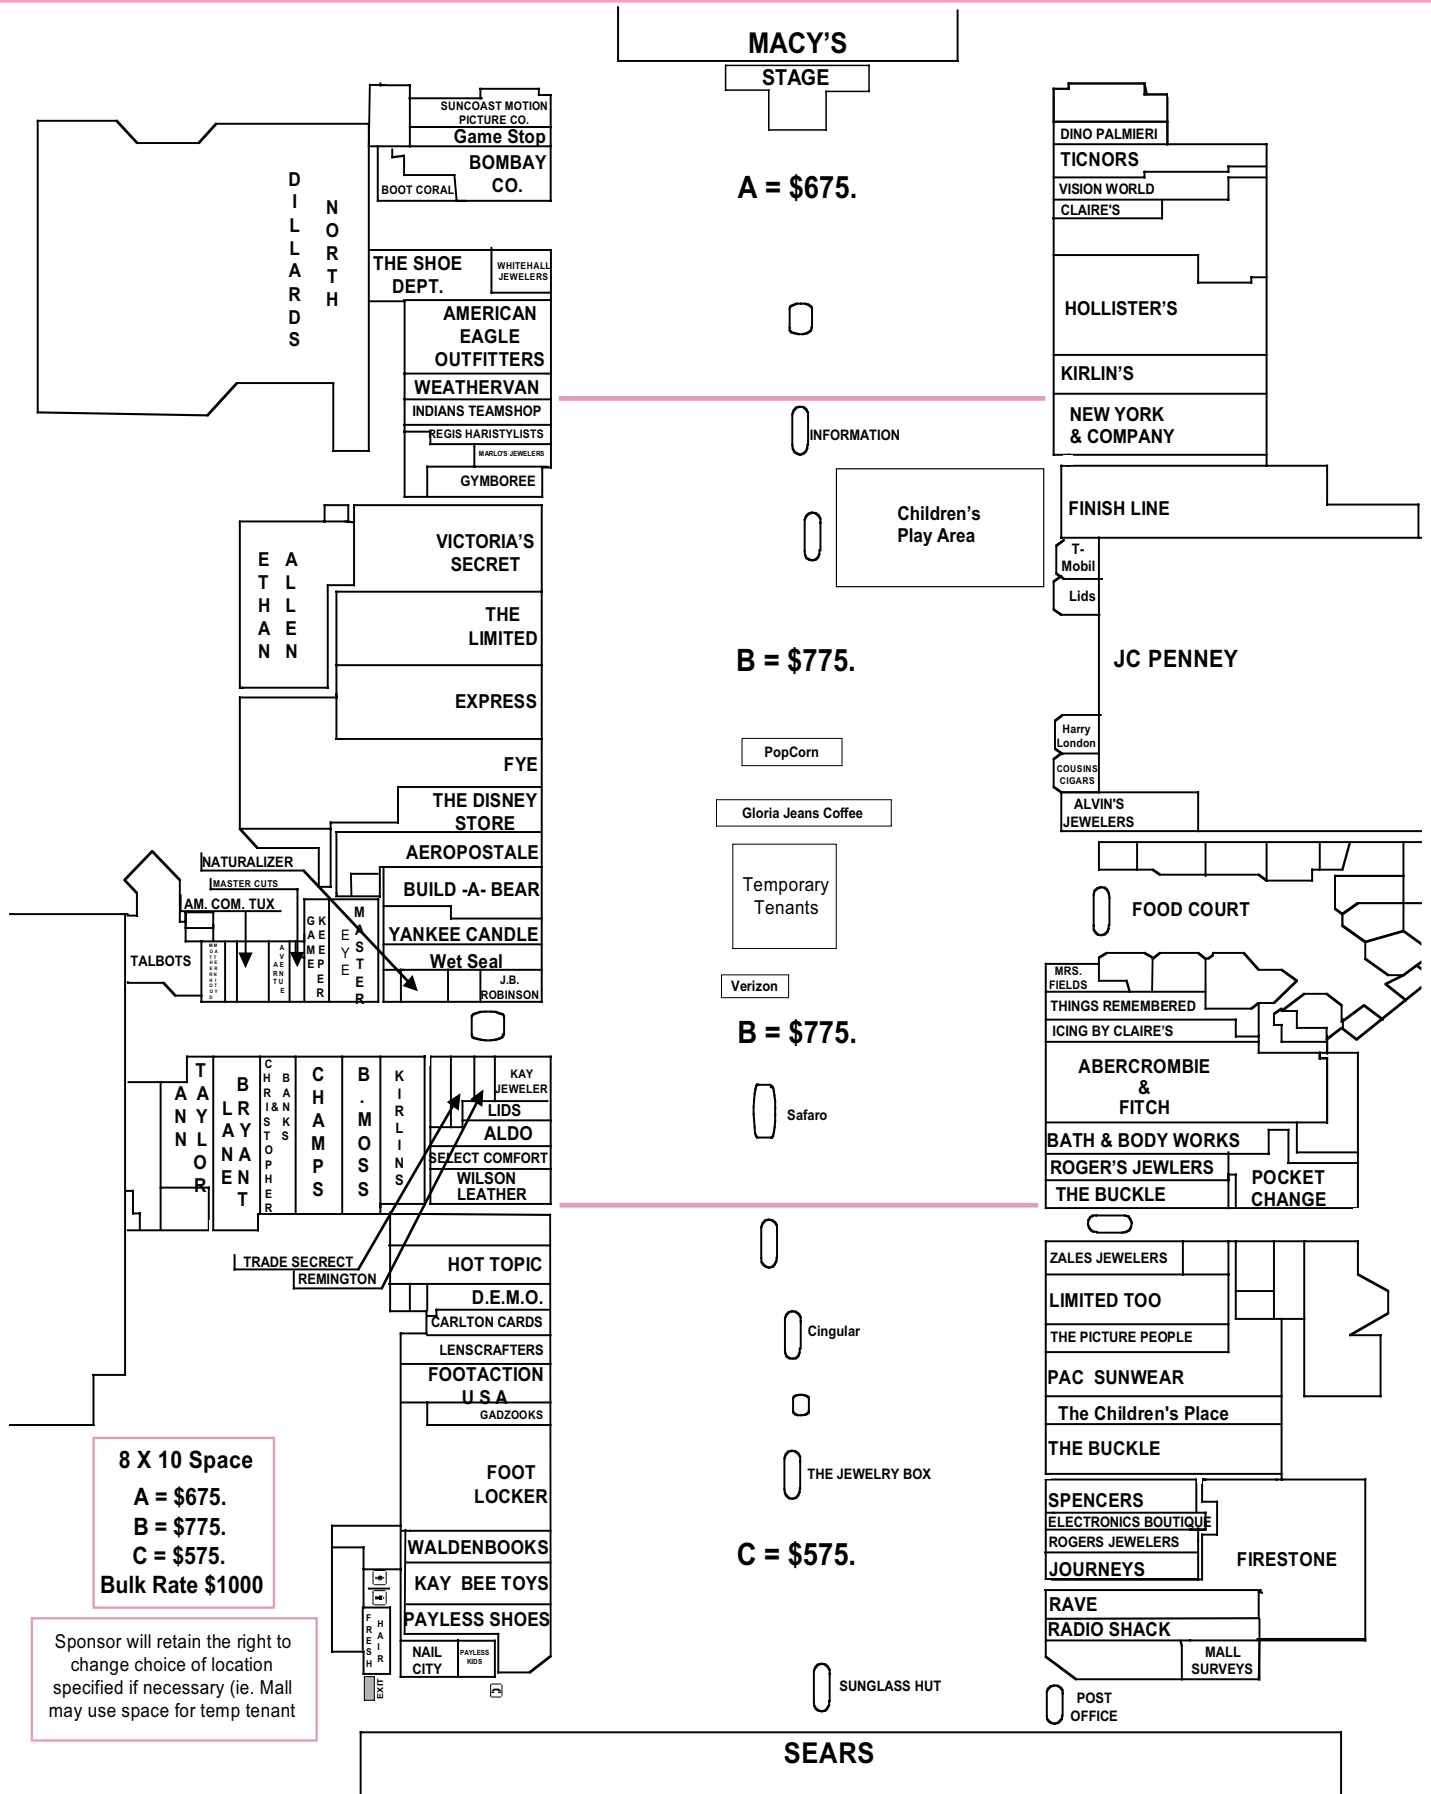 MACY'S
STAGE
SUNCOAST MOTION
PICTURE CO.
Game Stop
BOMBAY
CO.
BOOT CORAL
DILLARDS
NORTH
THE SHOE
DEPT.
WHITEHALL
JEWELERS
AMERICAN
EAGLE
OUTFITTERS
WEATHERVAN
INDIANS TEAMSHOP
REGIS HARISTYLISTS
MARLO'S JEWELERS
GYMBOREE
A = $675.
DINO PALMIERI
TICNORS
VISION WORLD
CLAIRE'S
HOLLISTER'S
KIRLIN'S
NEW YORK
& COMPANY
INFORMATION
Children's
Play Area
FINISH LINE
T-
Mobil
Lids
JC PENNEY
Harry
London
COUSINS
CIGARS
ALVIN'S
JEWELERS
ETHAN
ALLEN
VICTORIA'S
SECRET
THE
LIMITED
EXPRESS
FYE
THE DISNEY
STORE
AEROPOSTALE
BUILD -A- BEAR
YANKEE CANDLE
Wet Seal
J.B.
ROBINSON
B = $775.
PopCorn
Gloria Jeans Coffee
Temporary
Tenants
Verizon
B = $775.
Safaro
FOOD COURT
NATURALIZER
MASTER CUTS
AM. COM. TUX
TALBOTS
MOTHERHOOD
MATERNITY
ART
AVENUE
GAME
KEEPER
EYE
MASTER
MRS.
FIELDS
THINGS REMEMBERED
ICING BY CLAIRE'S
ABERCROMBIE
&
FITCH
BATH & BODY WORKS
ROGER'S JEWLERS
THE BUCKLE
POCKET
CHANGE
ANN
TAYLOR
LANE
BRYANT
CHRISTOPHER
&
BANKS
CHAMPS
B.MOSS
KIRLINS
KAY
JEWELER
LIDS
ALDO
SELECT COMFORT
WILSON
LEATHER
TRADE SECRECT
REMINGTON
HOT TOPIC
D.E.M.O.
CARLTON CARDS
LENSCRAFTERS
FOOTACTION
U S A
GADZOOKS
FOOT
LOCKER
WALDENBOOKS
KAY BEE TOYS
PAYLESS SHOES
NAIL
CITY
PAYLESS
KIDS
FRESH
HAIR
EXIT
Cingular
THE JEWELRY BOX
C = $575.
SUNGLASS HUT
ZALES JEWELERS
LIMITED TOO
THE PICTURE PEOPLE
PAC SUNWEAR
The Children's Place
THE BUCKLE
SPENCERS
ELECTRONICS BOUTIQUE
ROGERS JEWELERS
JOURNEYS
FIRESTONE
RAVE
RADIO SHACK
MALL
SURVEYS
POST
OFFICE
8 X 10 Space
A = $675.
B = $775.
C = $575.
Bulk Rate $1000
Sponsor will retain the right to
change choice of location
specified if necessary (ie. Mall
may use space for temp tenant
SEARS